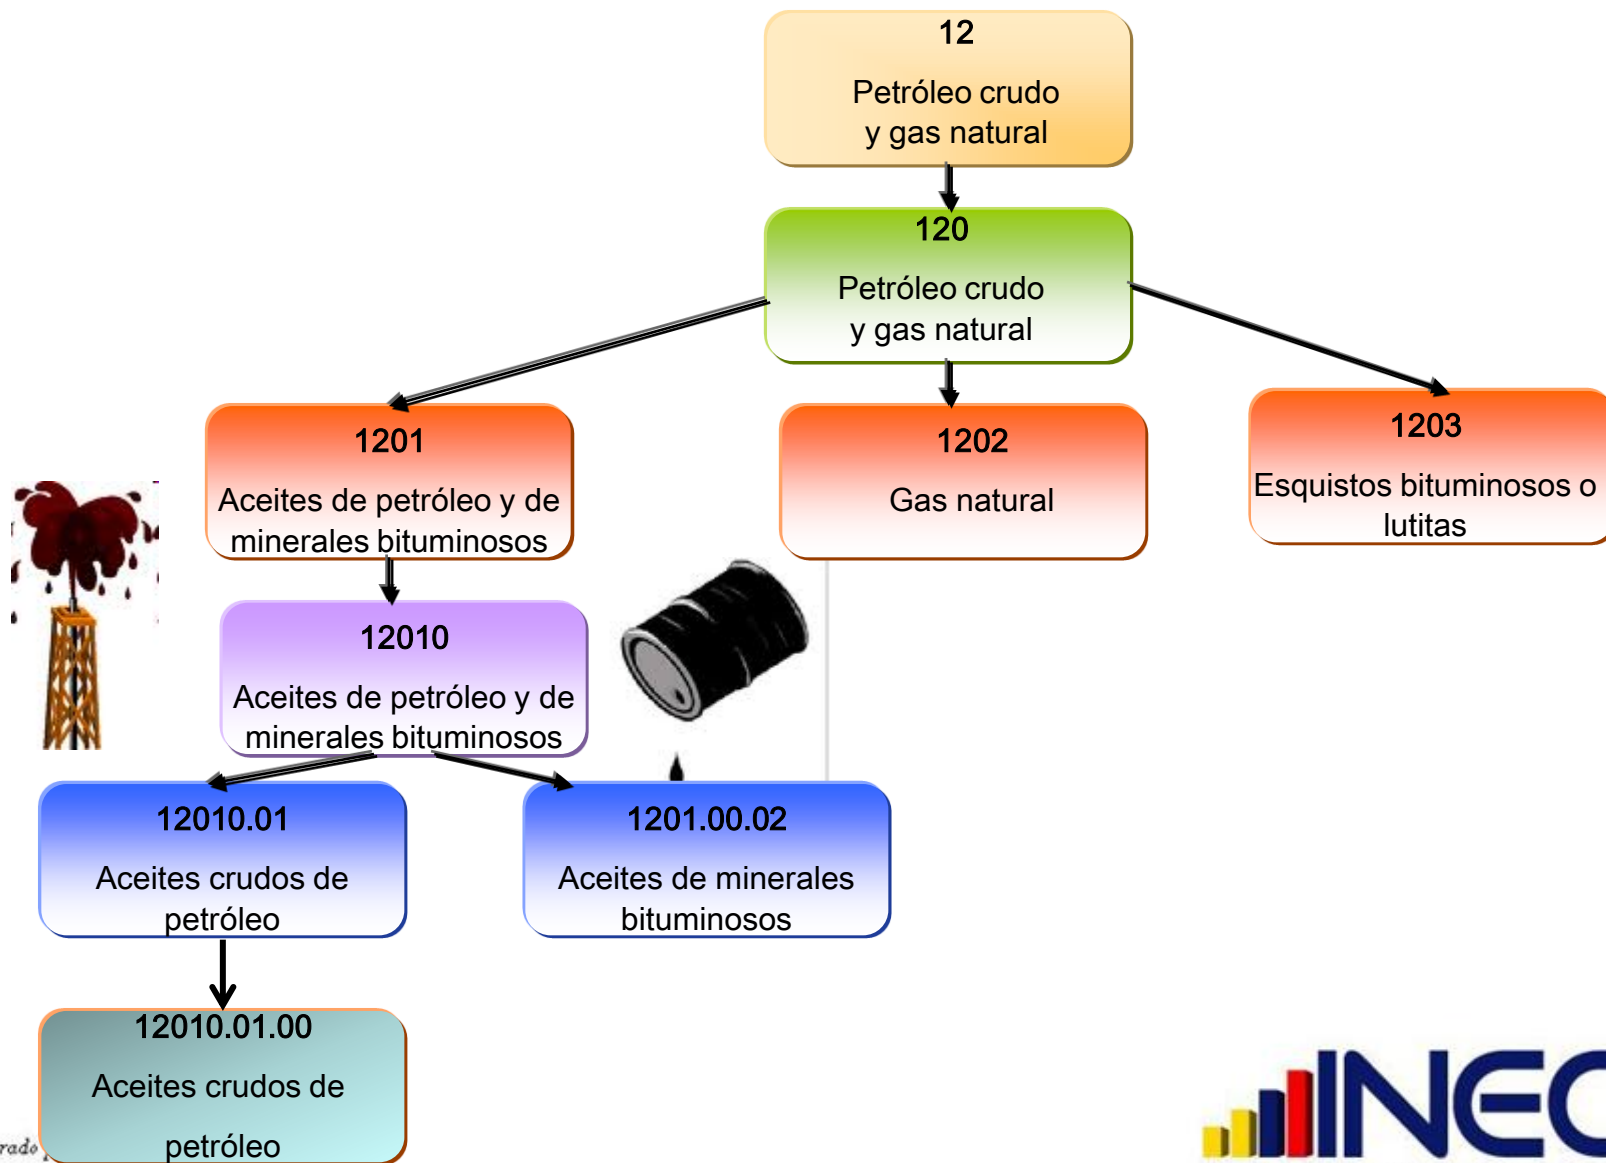 12
Petróleo crudo
y gas natural
120
Petróleo crudo
y gas natural
1201
Aceites de petróleo y de
minerales bituminosos
1202
Gas natural
1203
Esquistos bituminosos o
lutitas
12010
Aceites de petróleo y de
minerales bituminosos
12010.01
Aceites crudos de
petróleo
1201.00.02
Aceites de minerales
bituminosos
12010.01.00
Aceites crudos de
petróleo
INEC